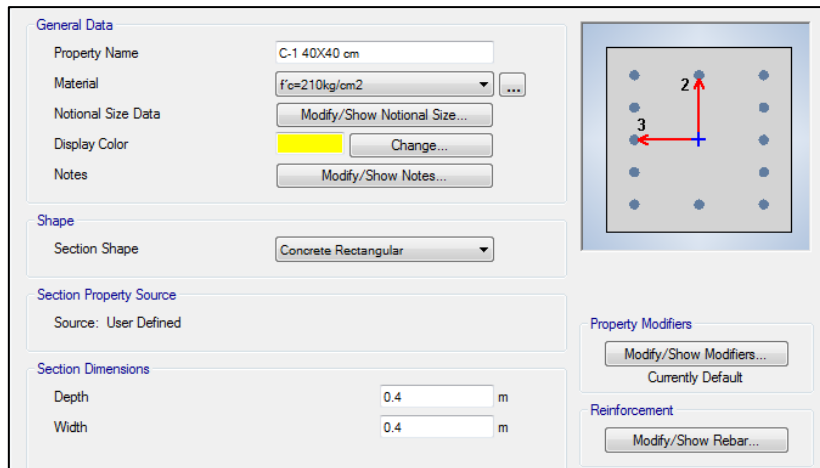 General Data
Property Name C-1 40X40 cm
Material f´c=210kg/cm2 ...
Notional Size Data Modify/Show Notional Size...
Display Color Change...
Notes Modify/Show Notes...
Shape
Section Shape Concrete Rectangular
Section Property Source
Source: User Defined
Section Dimensions
Depth 0.4 m
Width 0.4 m
2
3
Property Modifiers
Modify/Show Modifiers...
Currently Default
Reinforcement
Modify/Show Rebar...